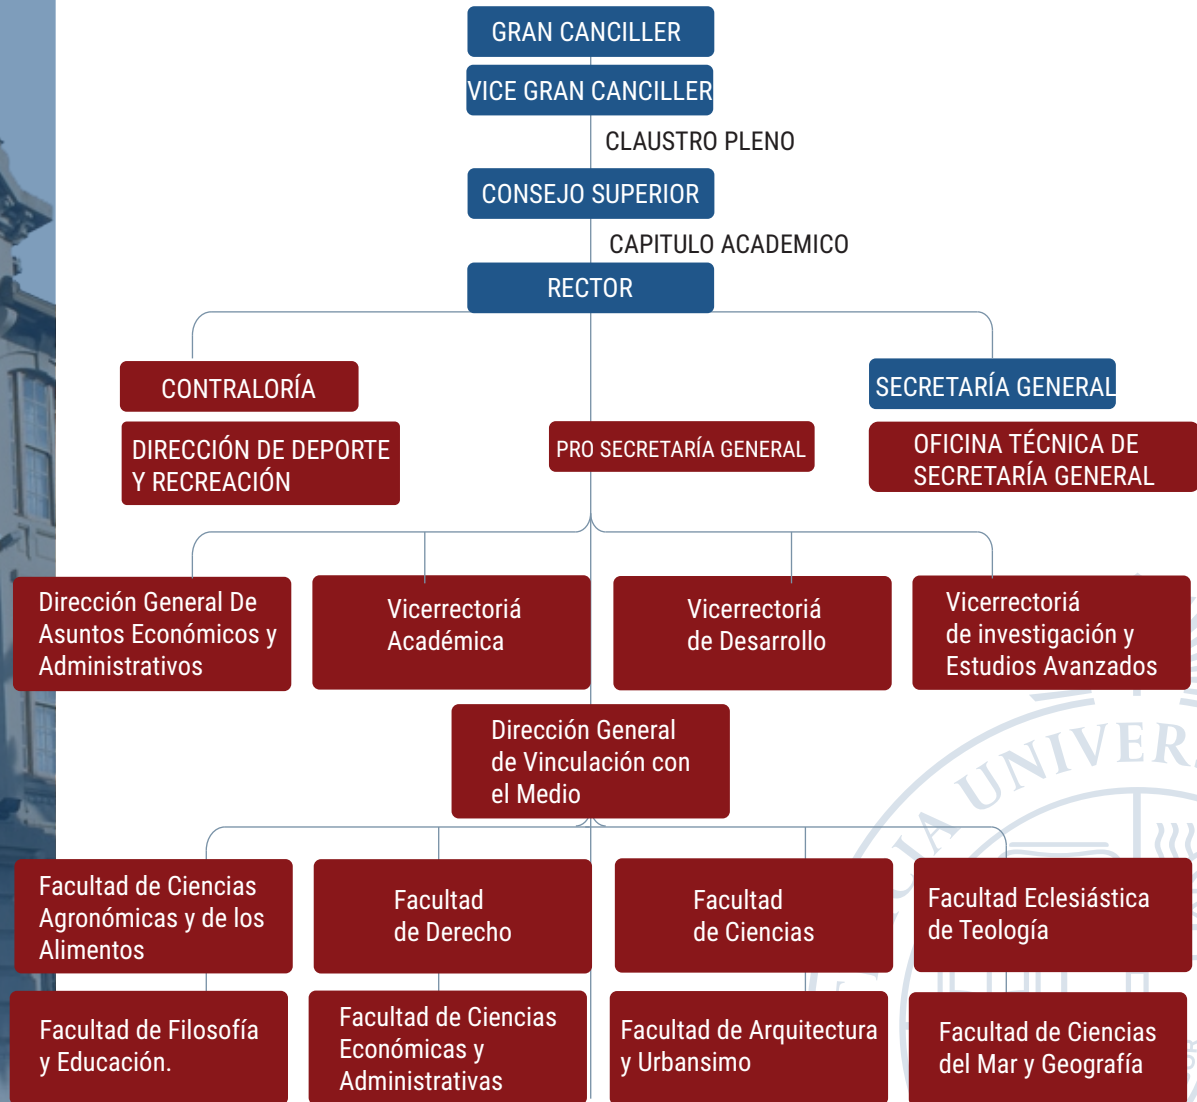 GRAN CANCILLER
VICE GRAN CANCILLER
CLAUSTRO PLENO
CONSEJO SUPERIOR
CAPITULO ACADEMICO
RECTOR
CONTRALORÍA
SECRETARÍA GENERAL
DIRECCIÓN DE DEPORTE
Y RECREACIÓN
PRO SECRETARÍA GENERAL
OFICINA TÉCNICA DE
SECRETARÍA GENERAL
Dirección General De
Asuntos Económicos y
Administrativos
Vicerrectoriá
Académica
Vicerrectoriá
de Desarrollo
Vicerrectoriá
de investigación y
Estudios Avanzados
Dirección General
de Vinculación con
el Medio
Facultad de Ciencias
Agronómicas y de los
Alimentos
Facultad
de Derecho
Facultad
de Ciencias
Facultad Eclesiástica
de Teología
Facultad de Filosofía
y Educación.
Facultad de Ciencias
Económicas y
Administrativas
Facultad de Arquitectura
y Urbansimo
Facultad de Ciencias
del Mar y Geografía